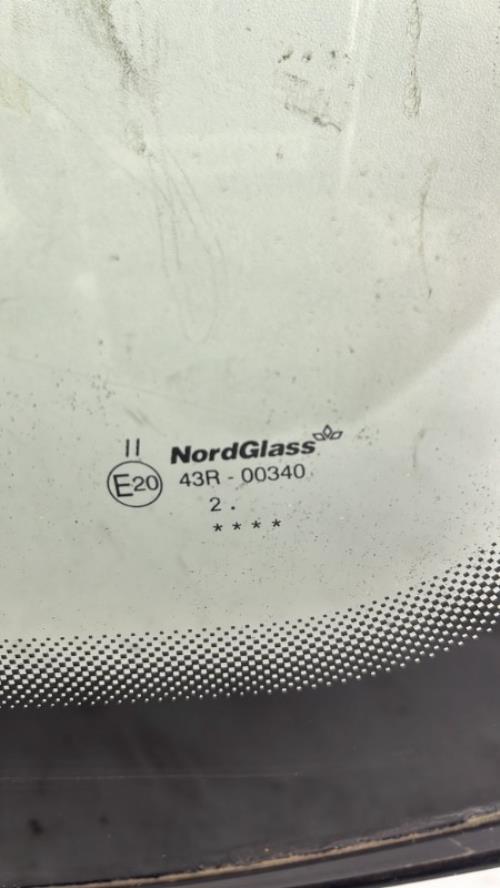 II NordGlass
E20 43R - 00340
2 .
* * * *